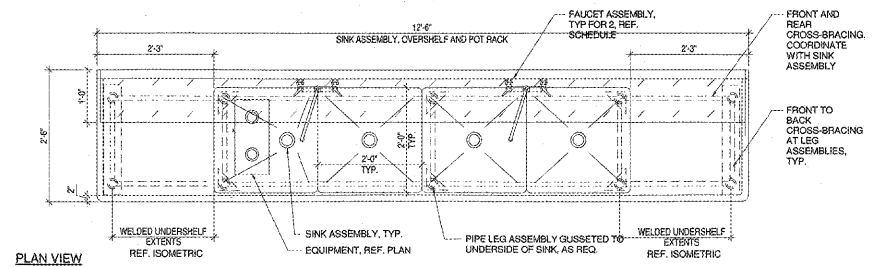 12'-6"
SINK ASSEMBLY, OVERSHELF AND POT RACK
FAUCET ASSEMBLY,
TYP FOR 2, REF.
SCHEDULE
FRONT AND
REAR
CROSS-BRACING.
COORDINATE
WITH SINK
ASSEMBLY
2'-3"
2'-3"
1'-0"
2'-6"
2'-0"
TYP.
2'-0"
TYP.
2"
FRONT TO
BACK
CROSS-BRACING
AT LEG
ASSEMBLIES,
TYP.
WELDED UNDERSHELF
EXTENTS
REF. ISOMETRIC
SINK ASSEMBLY, TYP.
EQUIPMENT, REF. PLAN
PIPE LEG ASSEMBLY GUSSETED TO
UNDERSIDE OF SINK, AS REQ.
WELDED UNDERSHELF
EXTENTS
REF. ISOMETRIC
PLAN VIEW